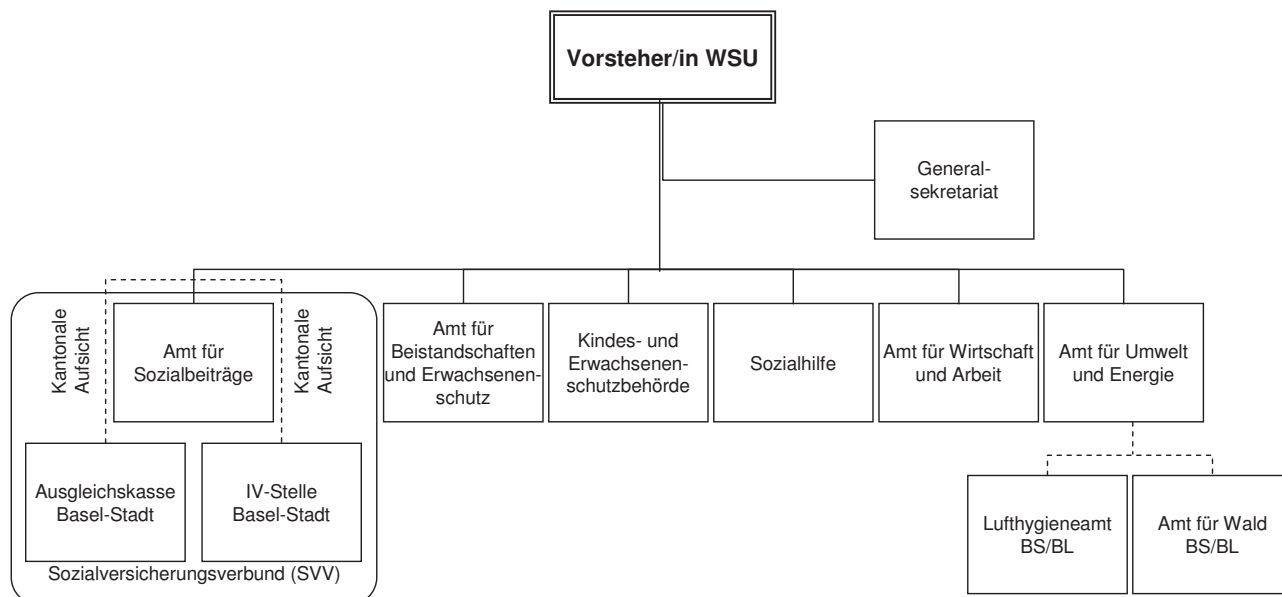 Vorsteher/in WSU
General-
sekretariat
Kantonale
Aufsicht
Amt für
Sozialbeiträge
Kantonale
Aufsicht
Amt für
Beistandschaften
und Erwachsenen-
schutz
Kindes- und
Erwachsenen-
schutzbehörde
Sozialhilfe
Amt für Wirtschaft
und Arbeit
Amt für Umwelt
und Energie
Ausgleichskasse
Basel-Stadt
IV-Stelle
Basel-Stadt
Sozialversicherungsverbund (SVV)
Lufthygieneamt
BS/BL
Amt für Wald
BS/BL